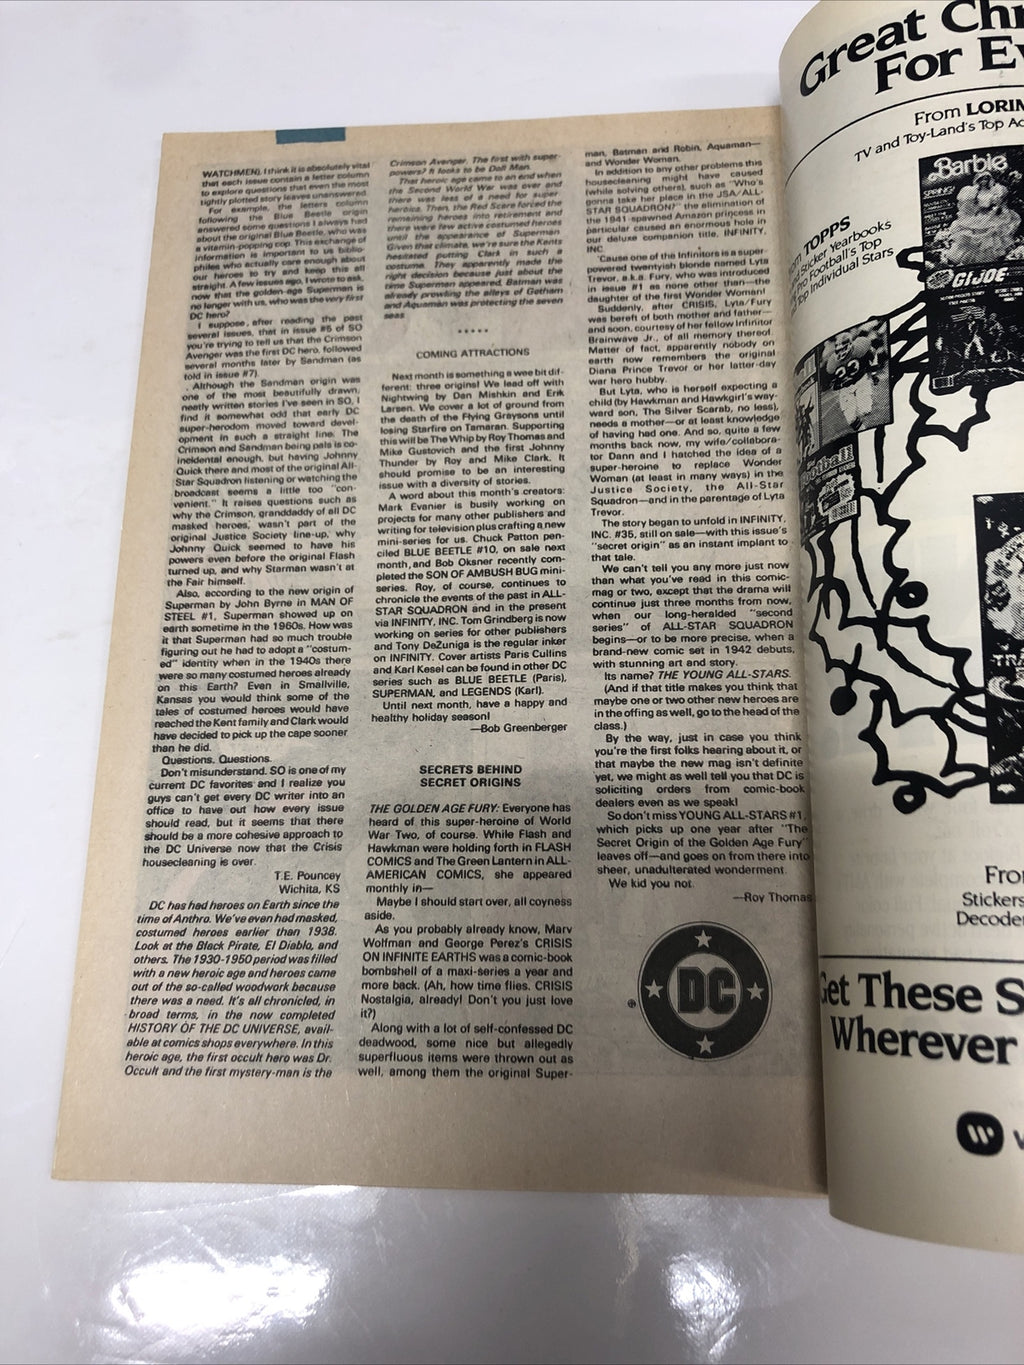 WATCHMEN). I think it is absolutely vital
that each issue contain a letter column
to explore questions that even the most
tightly plotted story leaves unanswered.
For example, the letters column
following the Blue Beetle origin
answered some questions I always had
about the original Blue Beetle, who was
a vitamin-popping cop. This exchange of
information is important to us biblio-
philes who actually care enough about
our heroes to try and keep this all
straight. A few issues ago, I wrote to ask,
now that the golden-age Superman is
no longer with us, who was the very first
DC hero?
I suppose, after reading the past
several issues, that in issue #5 of SO
you're trying to tell us that the Crimson
Avenger was the first DC hero, followed
several months later by Sandman (as
told in issue #7).
Although the Sandman origin was
one of the most beautifully drawn,
neatly written stories I've seen in SO, I
find it somewhat odd that early DC
super-herodom moved toward devel-
opment in such a straight line. The
Crimson and Sandman being pals is co-
incidental enough, but having Johnny
Quick there and most of the original All-
Star Squadron listening or watching the
broadcast seems a little too "con-
venient." It raises questions such as
why the Crimson, granddaddy of all DC
masked heroes, wasn't part of the
original Justice Society line-up, why
Johnny Quick seemed to have his
powers even before the original Flash
turned up, and why Starman wasn't at
the Fair himself.
Also, according to the new origin of
Superman by John Byrne in MAN OF
STEEL #1, Superman showed up on
earth sometime in the 1960s. How was
it that Superman had so much trouble
figuring out he had to adopt a "costum-
ed" identity when in the 1940s there
were so many costumed heroes already
on this Earth? Even in Smallville,
Kansas you would think some of the
tales of costumed heroes would have
reached the Kent family and Clark would
have decided to pick up the cape sooner
than he did.
Questions. Questions.
Don't misunderstand. SO is one of my
current DC favorites and I realize you
guys can't get every DC writer into an
office to have out how every issue
should read, but it seems that there
should be a more cohesive approach to
the DC Universe now that the Crisis
housecleaning is over.
T.E. Pouncey
Wichita, KS
DC has had heroes on Earth since the
time of Anthro. We've even had masked,
costumed heroes earlier than 1938.
Look at the Black Pirate, El Diablo, and
others. The 1930-1950 period was filled
with a new heroic age and heroes came
out of the so-called woodwork because
there was a need. It's all chronicled, in
broad terms, in the now completed
HISTORY OF THE DC UNIVERSE, avail-
able at comics shops everywhere. In this
heroic age, the first occult hero was Dr.
Occult and the first mystery-man is the
Crimson Avenger. The first with super-
powers? It looks to be Doll Man.
That heroic age came to an end when
the Second World War was over and
there was less of a need for super
heroics. Then, the Red Scare forced the
remaining heroes into retirement and
there were few active costumed heroes
until the appearance of Superman
Given that climate, we're sure the Kents
hesitated putting Clark in such a
costume. They apparently made the
right decision because just about the
time Superman appeared, Batman was
already prowling the alleys of Gotham
and Aquaman was protecting the seven
seas.
*****
COMING ATTRACTIONS
Next month is something a wee bit dif-
ferent: three origins! We lead off with
Nightwing by Dan Mishkin and Erik
Larsen. We cover a lot of ground from
the death of the Flying Graysons until
losing Starfire on Tamaran. Supporting
this will be The Whip by Roy Thomas and
Mike Gustovich and the first Johnny
Thunder by Roy and Mike Clark. It
should promise to be an interesting
issue with a diversity of stories.
A word about this month's creators:
Mark Evanier is busily working on
projects for many other publishers and
writing for television plus crafting a new
mini-series for us. Chuck Patton pen-
ciled BLUE BEETLE #10, on sale next
month, and Bob Oksner recently com-
pleted the SON OF AMBUSH BUG mini-
series. Roy, of course, continues to
chronicle the events of the past in ALL-
STAR SQUADRON and in the present
via INFINITY, INC. Tom Grindberg is now
working on series for other publishers
and Tony DeZuniga is the regular inker
on INFINITY. Cover artists Paris Cullins
and Karl Kesel can be found in other DC
series such as BLUE BEETLE (Paris),
SUPERMAN, and LEGENDS (Karl).
Until next month, have a happy and
healthy holiday season!
—Bob Greenberger
SECRETS BEHIND
SECRET ORIGINS
THE GOLDEN AGE FURY: Everyone has
heard of this super-heroine of World
War Two, of course. While Flash and
Hawkman were holding forth in FLASH
COMICS and The Green Lantern in ALL-
AMERICAN COMICS, she appeared
monthly in—
Maybe I should start over, all coyness
aside.
As you probably already know, Marv
Wolfman and George Perez's CRISIS
ON INFINITE EARTHS was a comic-book
bombshell of a maxi-series a year and
more back. (Ah, how time flies. CRISIS
Nostalgia, already! Don't you just love
it?)
Along with a lot of self-confessed DC
deadwood, some nice but allegedly
superfluous items were thrown out as
well, among them the original Super-
man, Batman and Robin, Aquaman—
and Wonder Woman.
In addition to any other problems this
housecleaning might have caused
(while solving others), such as "Who's
gonna take her place in the JSA/ALL-
STAR SQUADRON?" the elimination of
the 1941-spawned Amazon princess in
particular caused an enormous hole in
our deluxe companion title, INFINITY,
INC.
'Cause one of the Infinitors is a super-
powered twentyish blonde named Lyta
Trevor, a.k.a. Fury, who was introduced
in issue #1 as none other than—the
daughter of the first Wonder Woman!
Suddenly, after CRISIS, Lyta/Fury
was bereft of both mother and father—
and soon, courtesy of her fellow Infinitor
Brainwave Jr., of all memory thereof.
Matter of fact, apparently nobody on
earth now remembers the original
Diana Prince Trevor or her latter-day
war hero hubby.
But Lyta, who is herself expecting a
child (by Hawkman and Hawkgirl's way-
ward son, The Silver Scarab, no less),
needs a mother—or at least knowledge
of having had one. And so, quite a few
months back now, my wife/collabora-
tor Dann and I hatched the idea of a
super-heroine to replace Wonder
Woman (at least in many ways) in the
Justice Society, the All-Star
Squadron—and in the parentage of Lyta
Trevor.
The story began to unfold in INFINITY,
INC. #35, still on sale—with this issue's
"secret origin" as an instant implant to
that tale.
We can't tell you any more just now
than what you've read in this comic-
mag or two, except that the drama will
continue just three months from now,
when our long-heralded "second
series" of ALL-STAR SQUADRON
begins—or to be more precise, when a
brand-new comic set in 1942 debuts,
with stunning art and story.
Its name? THE YOUNG ALL-STARS.
(And if that title makes you think that
maybe one or two other new heroes are
in the offing as well, go to the head of the
class.)
By the way, just in case you think
you're the first folks hearing about it, or
that maybe the new mag isn't definite
yet, we might as well tell you that DC is
soliciting orders from comic-book
dealers even as we speak!
So don't miss YOUNG ALL-STARS #1,
which picks up one year after "The
Secret Origin of the Golden Age Fury"
leaves off—and goes on from there into
sheer, unadulterated wonderment.
We kid you not.
—Roy Thomas
DC
®
Great
For
From LORIM
TV and Toy-Land's Top
Barbie
GI JOE
TOPPS
Sticker Yearbooks
Pro Football's Top
Top Individual Stars
23
Football
Stickers
Get These
Wherever